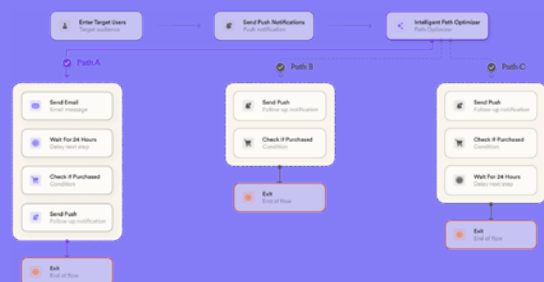 Enter Target Users
Target audience
Send Push Notifications
Push notification
Intelligent Path Optimizer
Path Optimizer
Path A
Path B
Path C
Send Email
Email message
Wait For 24 Hours
Delay next step
Check If Purchased
Condition
Send Push
Follow-up notification
Exit
End of flow
Send Push
Follow-up notification
Check If Purchased
Condition
Exit
End of flow
Send Push
Follow-up notification
Check If Purchased
Condition
Wait For 24 Hours
Delay next step
Exit
End of flow